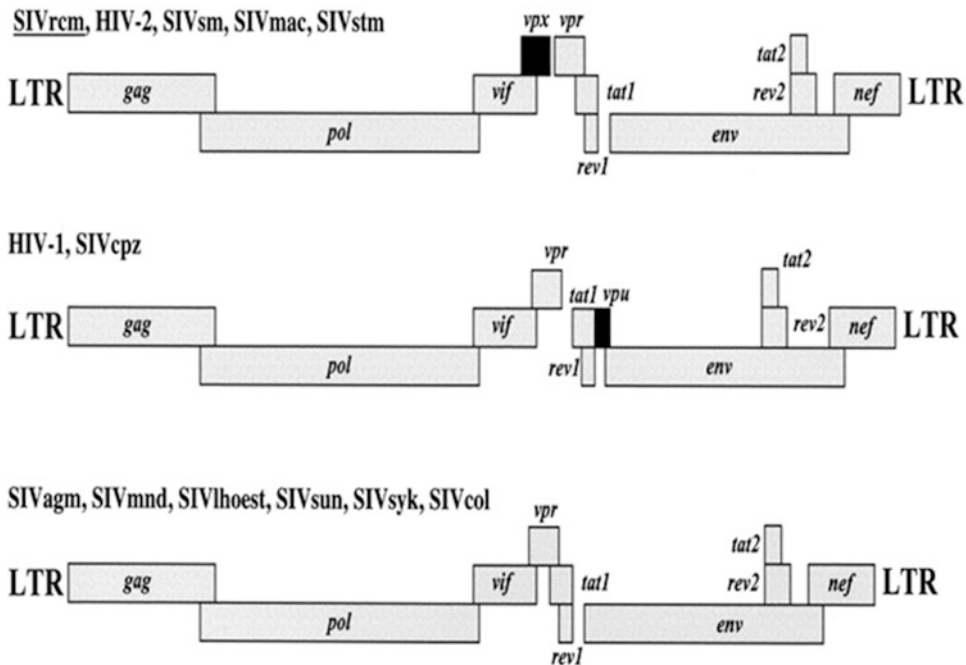 SIVrcm, HIV-2, SIVsm, SIVmac, SIVstm
vpx vpr
tat2
LTR gag vif tat1 rev2 nef LTR
pol env
rev1
HIV-1, SIVcpz
vpr
tat2
tat1 vpu
LTR gag vif rev2 nef LTR
pol rev1 env
SIVagm, SIVmnd, SIVlhoest, SIVsun, SIVsyk, SIVcol
vpr
tat2
LTR gag vif tat1 rev2 nef LTR
pol env
rev1